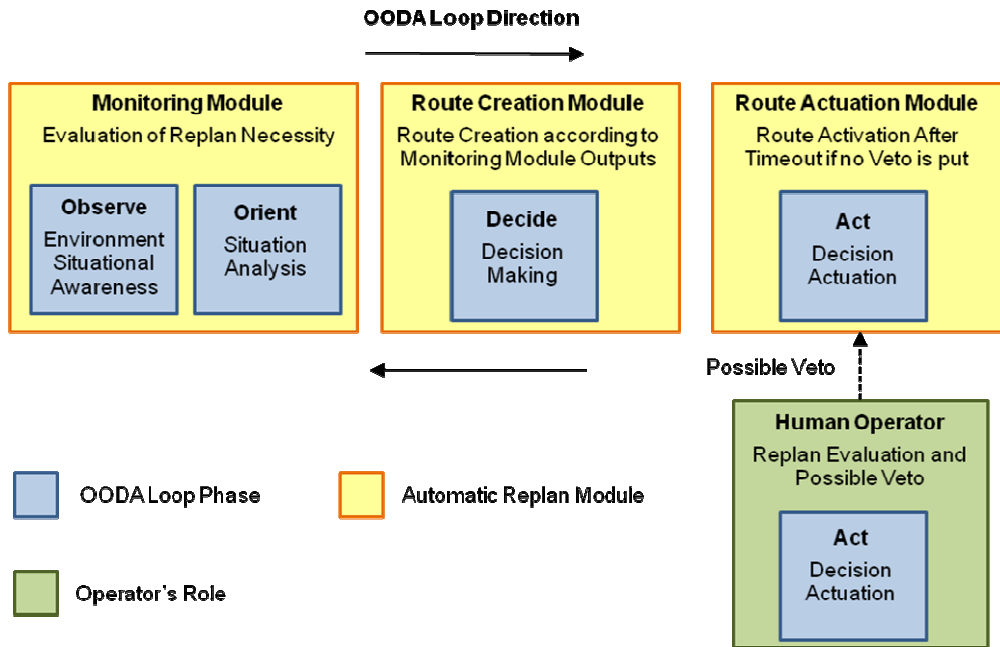 OODA Loop Direction
Monitoring Module
Evaluation of Replan Necessity
Observe
Environment
Situational
Awareness
Orient
Situation
Analysis
Route Creation Module
Route Creation according to
Monitoring Module Outputs
Decide
Decision
Making
Route Actuation Module
Route Activation After
Timeout if no Veto is put
Act
Decision
Actuation
Possible Veto
Human Operator
Replan Evaluation and
Possible Veto
Act
Decision
Actuation
OODA Loop Phase
Automatic Replan Module
Operator's Role